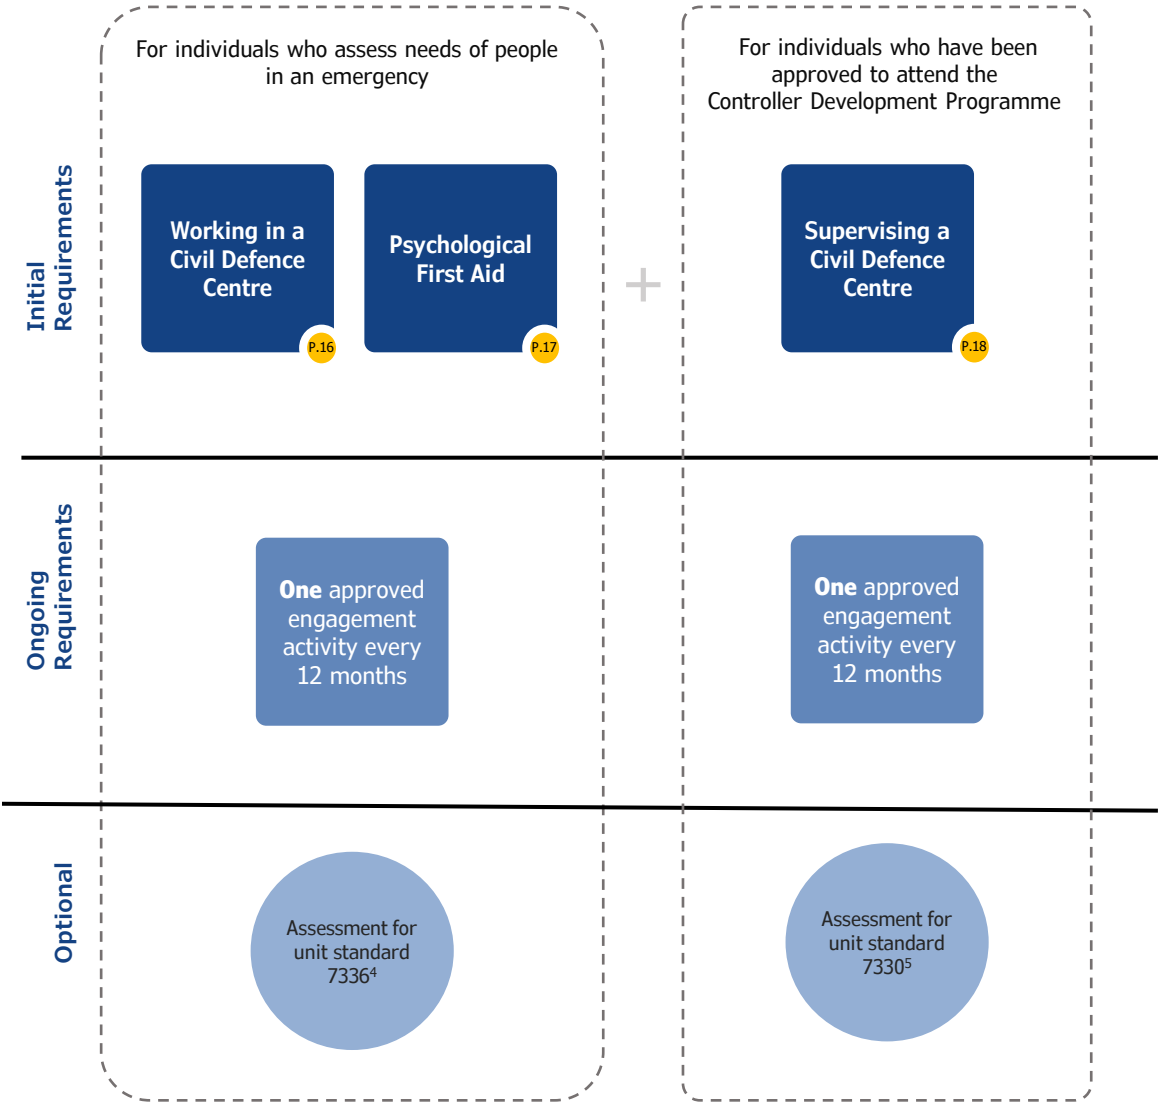 For individuals who assess needs of people
in an emergency
For individuals who have been
approved to attend the
Controller Development Programme
Initial
Requirements
Working in a
Civil Defence
Centre
P.16
Psychological
First Aid
P.17
+
Supervising a
Civil Defence
Centre
P.18
Ongoing
Requirements
One approved
engagement
activity every
12 months
One approved
engagement
activity every
12 months
Optional
Assessment for
unit standard
7336⁴
Assessment for
unit standard
7330⁵